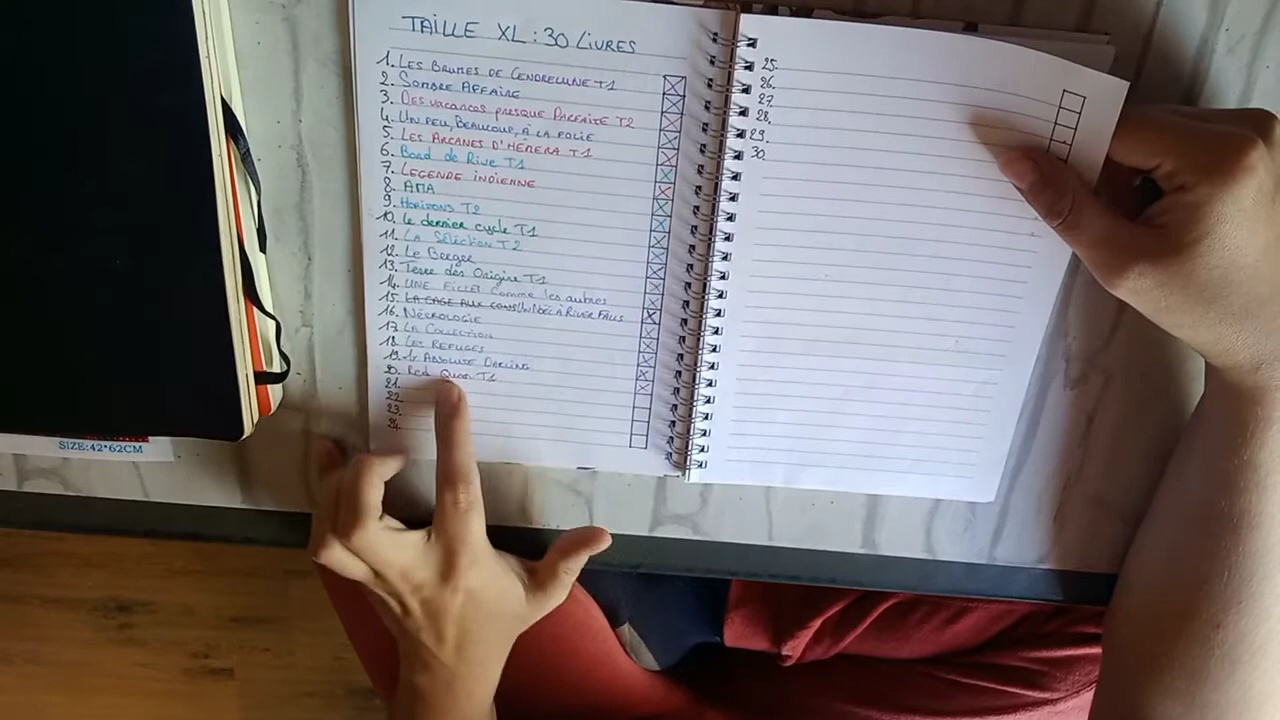 TAILLE XL : 30 LIVRES
1. LES BRUMES DE CENDRELUNE T1
2. SOMBRE AFFAIRE
3. Des vacances presque PARFAITE T2
4. UN PEU, BEAUCOUP, À LA FOLIE
5. LES ARCANES D'HÉMERA T1
6. Bord de Rive T1
7. LEGENDE INDIENNE
8. AMA
9. HORIZONS T2
10. Le dernier cycle T1
11. LA Sélection T2
12. Le Berger
13. Terre des Origine T1
14. UNE FILLE Comme les autres
15. LA CAGE AUX CONS UN NOËL À RIVER FALLS
16. NÉCROLOGIE
17. LA COLLECTION
18. LES REFUGES
19. ABSOLUTE DARLING
20. Red Queen T1
21.
22.
23.
24.
25.
26.
27.
28.
29.
30.
SIZE:42*62CM